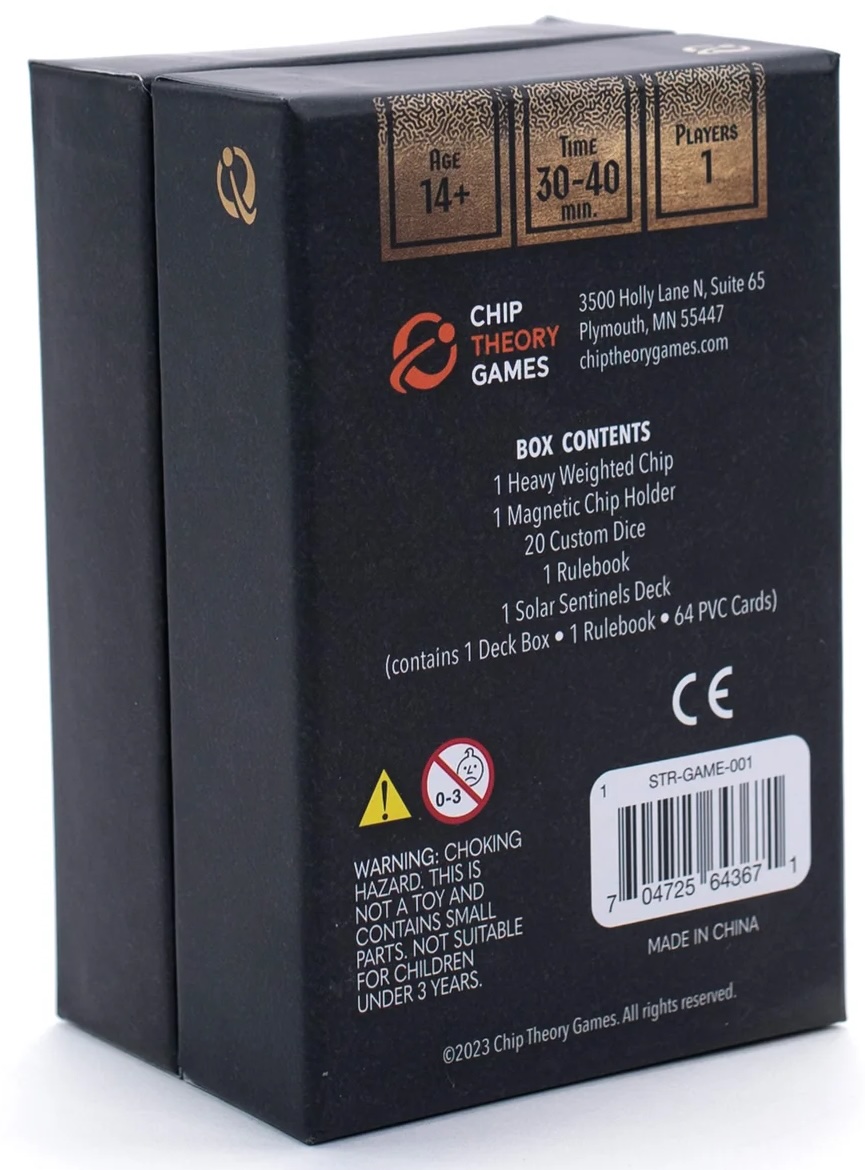 AGE
14+
TIME
30-40
min.
PLAYERS
1
CHIP
THEORY
GAMES
3500 Holly Lane N, Suite 65
Plymouth, MN 55447
chiptheorygames.com
BOX CONTENTS
1 Heavy Weighted Chip
1 Magnetic Chip Holder
20 Custom Dice
1 Rulebook
1 Solar Sentinels Deck
(contains 1 Deck Box • 1 Rulebook • 64 PVC Cards)
CE
0-3
WARNING: CHOKING
HAZARD. THIS IS
NOT A TOY AND
CONTAINS SMALL
PARTS. NOT SUITABLE
FOR CHILDREN
UNDER 3 YEARS.
1 STR-GAME-001
7 04725 64367 1
MADE IN CHINA
©2023 Chip Theory Games. All rights reserved.